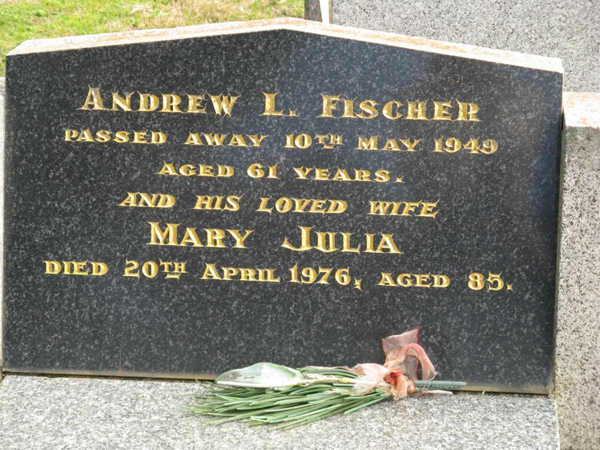 ANDREW L. FISCHER
PASSED AWAY 10TH MAY 1949
AGED 61 YEARS.
AND HIS LOVED WIFE
MARY JULIA
DIED 20TH APRIL 1976, AGED 85.